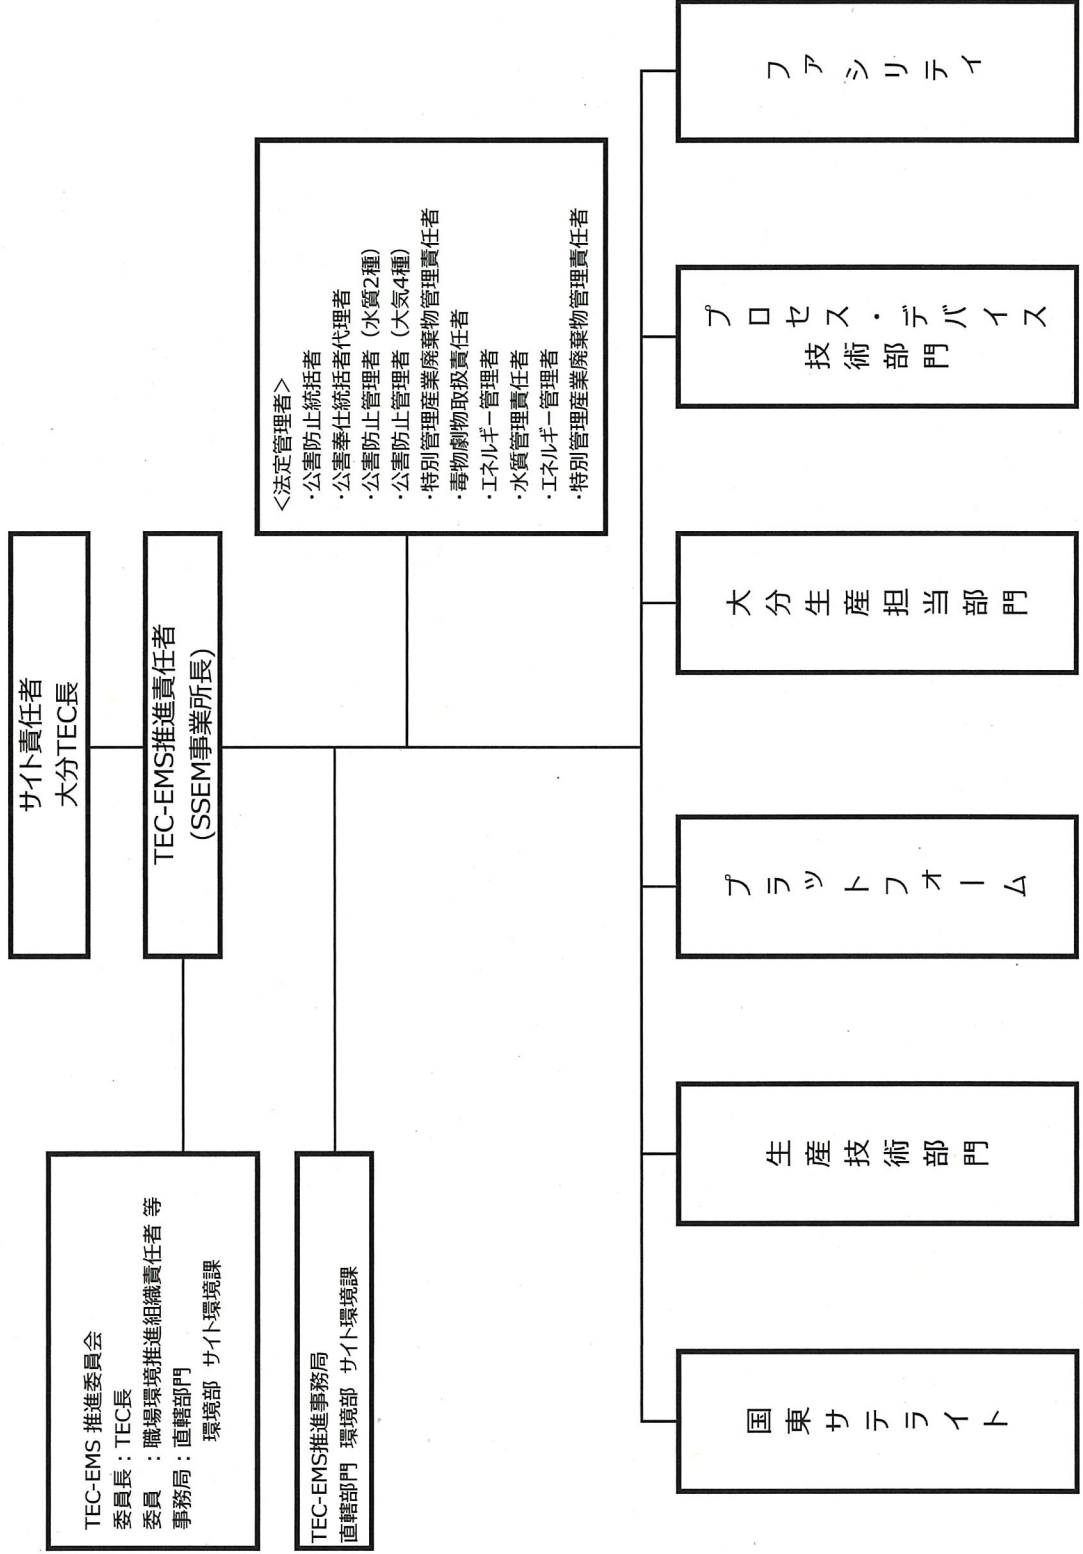 サイト責任者
大分TEC長
TEC-EMS推進責任者
(SSEM事業所長)
TEC-EMS 推進委員会
委員長：TEC長
委員　：職場環境推進組織責任者 等
事務局：直轄部門
環境部 サイト環境課
TEC-EMS推進事務局
直轄部門 環境部 サイト環境課
＜法定管理者＞
・公害防止統括者
・公害奉仕統括者代理者
・公害防止管理者（水質2種）
・公害防止管理者（大気4種）
・特別管理産業廃棄物管理責任者
・毒物劇物取扱責任者
・エネルギー管理者
・水質管理責任者
・エネルギー管理者
・特別管理産業廃棄物管理責任者
国東サテライト
生産技術部門
プラットフォーム
大分生産担当部門
プロセス・デバイス
技術部門
ファシリティ